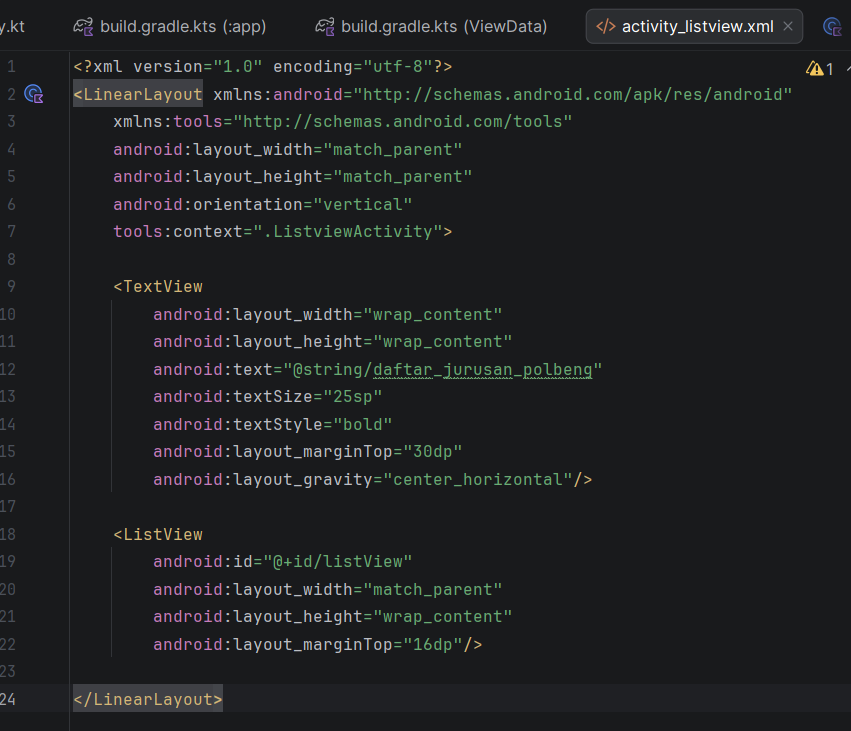 y.kt build.gradle.kts (:app) build.gradle.kts (ViewData) </> activity_listview.xml ×
1 <?xml version="1.0" encoding="utf-8"?> 1
2 <LinearLayout xmlns:android="http://schemas.android.com/apk/res/android"
3 xmlns:tools="http://schemas.android.com/tools"
4 android:layout_width="match_parent"
5 android:layout_height="match_parent"
6 android:orientation="vertical"
7 tools:context=".ListviewActivity">
8
9 <TextView
10 android:layout_width="wrap_content"
11 android:layout_height="wrap_content"
12 android:text="@string/daftar_jurusan_polbeng"
13 android:textSize="25sp"
14 android:textStyle="bold"
15 android:layout_marginTop="30dp"
16 android:layout_gravity="center_horizontal"/>
17
18 <ListView
19 android:id="@+id/listView"
20 android:layout_width="match_parent"
21 android:layout_height="wrap_content"
22 android:layout_marginTop="16dp"/>
23
24 </LinearLayout>